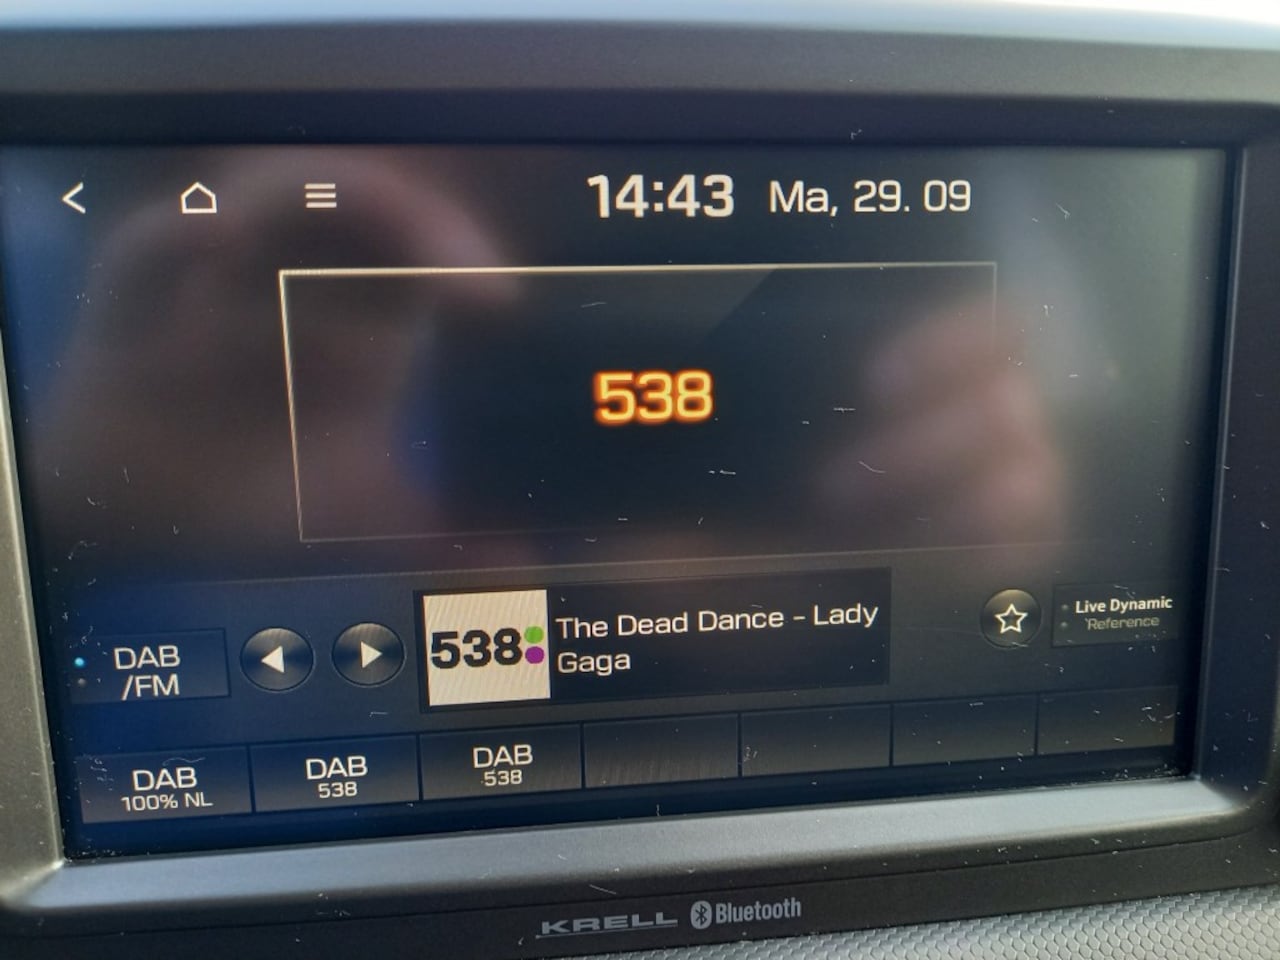 14:43 Ma, 29. 09
538
DAB
/FM
538
The Dead Dance - Lady
Gaga
Live Dynamic
Reference
DAB
100% NL
DAB
538
DAB
538
KRELL Bluetooth